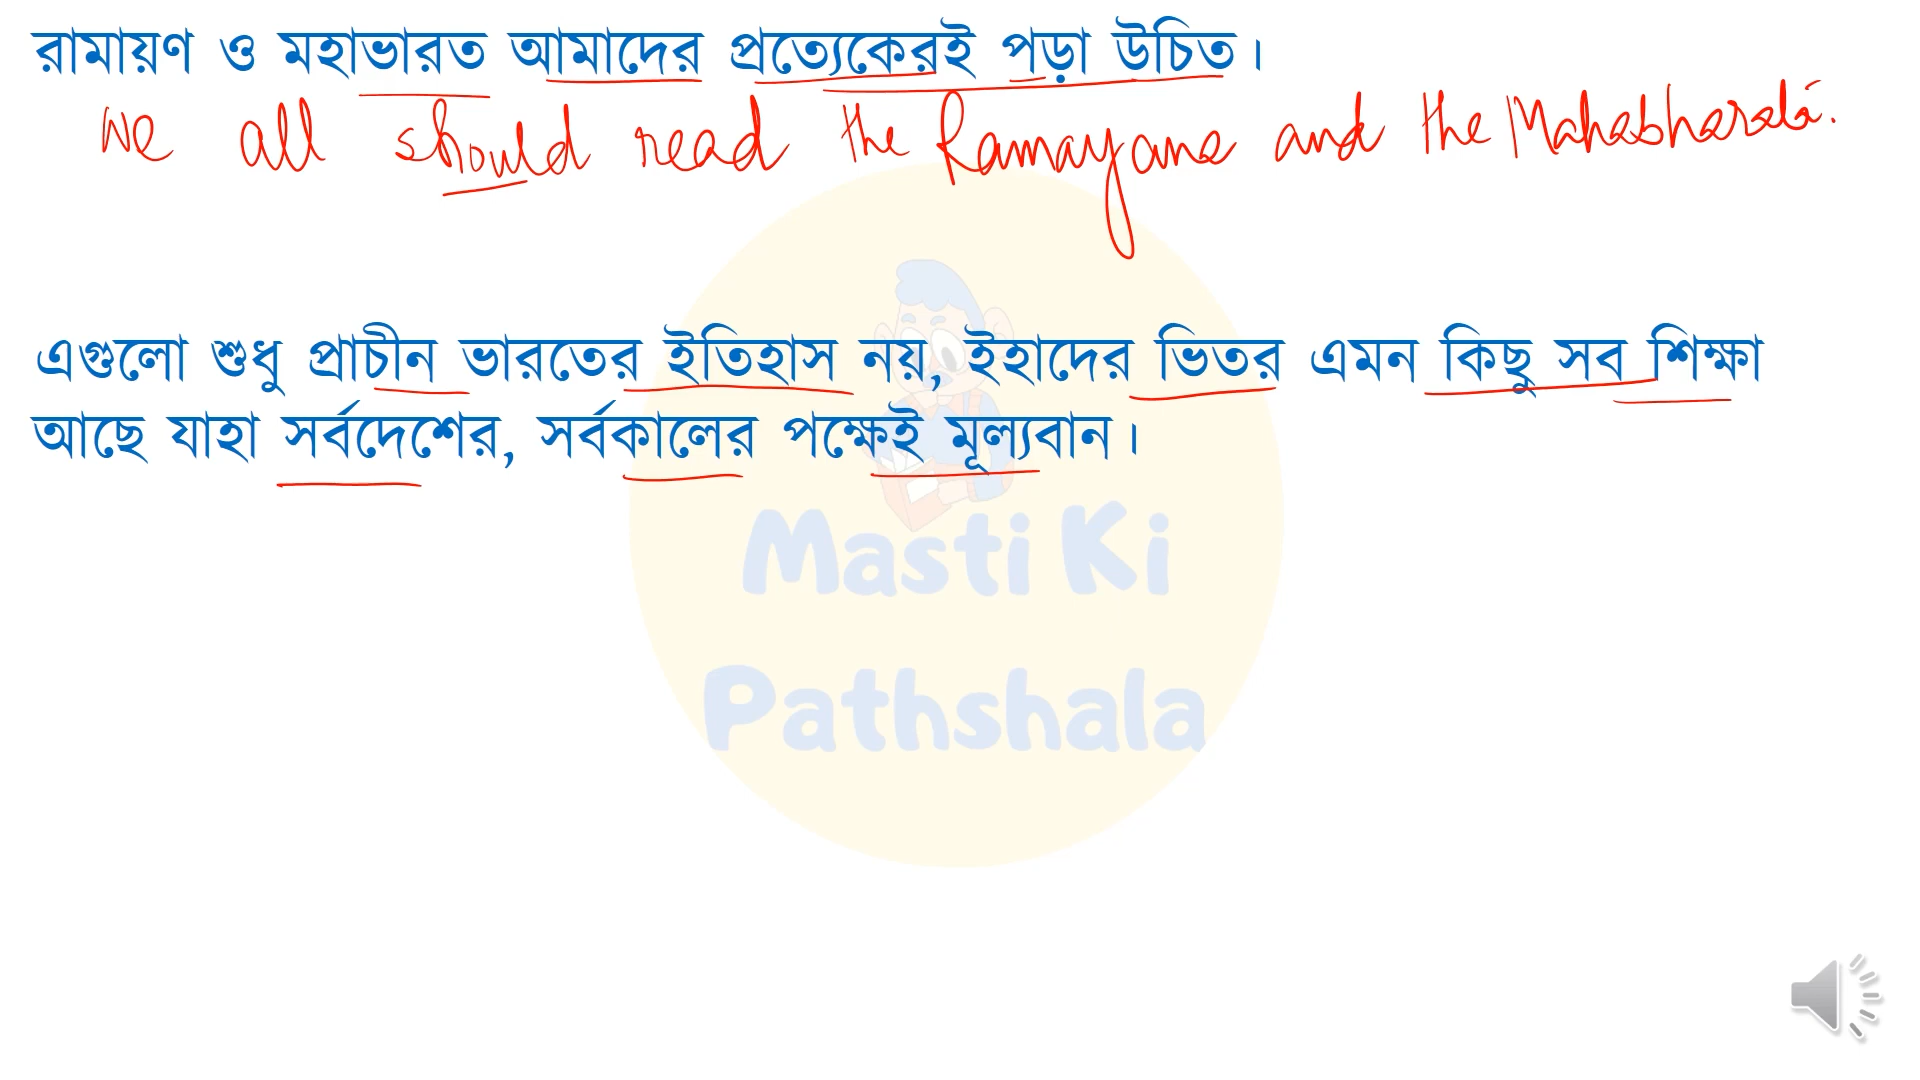 রামায়ণ ও মহাভারত আমাদের প্রত্যেকেরই পড়া উচিত।
We all should read the Ramayana and the Mahabharata.
এগুলো শুধু প্রাচীন ভারতের ইতিহাস নয়, ইহাদের ভিতর এমন কিছু সব শিক্ষা
আছে যাহা সর্বদেশের, সর্বকালের পক্ষেই মূল্যবান।
Masti Ki
Pathshala